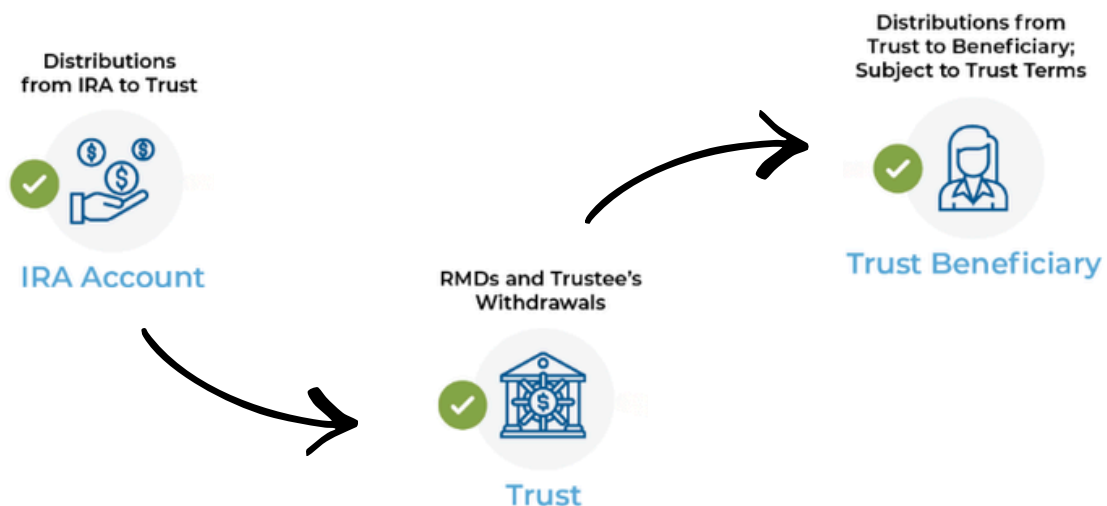 Distributions
from IRA to Trust
$
$
$
IRA Account
RMDs and Trustee's
Withdrawals
$
Trust
Distributions from
Trust to Beneficiary;
Subject to Trust Terms
Trust Beneficiary